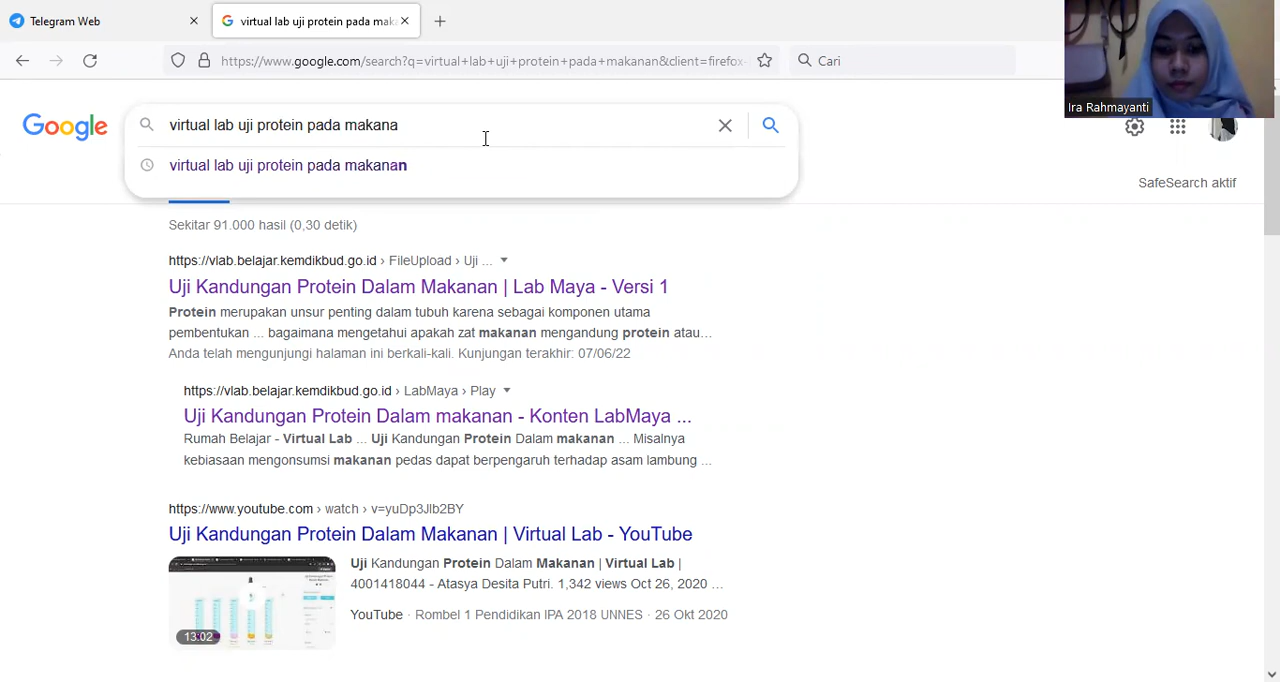 Telegram Web
virtual lab uji protein pada mak
https://www.google.com/search?q=virtual+lab+uji+protein+pada+makanan&client=firefox-
Cari
Ira Rahmayanti
Google
virtual lab uji protein pada makana
virtual lab uji protein pada makanan
SafeSearch aktif
Sekitar 91.000 hasil (0,30 detik)
https://vlab.belajar.kemdikbud.go.id › FileUpload › Uji ...
Uji Kandungan Protein Dalam Makanan | Lab Maya - Versi 1
Protein merupakan unsur penting dalam tubuh karena sebagai komponen utama
pembentukan ... bagaimana mengetahui apakah zat makanan mengandung protein atau...
Anda telah mengunjungi halaman ini berkali-kali. Kunjungan terakhir: 07/06/22
https://vlab.belajar.kemdikbud.go.id › LabMaya › Play
Uji Kandungan Protein Dalam makanan - Konten LabMaya ...
Rumah Belajar - Virtual Lab ... Uji Kandungan Protein Dalam makanan ... Misalnya
kebiasaan mengonsumsi makanan pedas dapat berpengaruh terhadap asam lambung ...
https://www.youtube.com › watch › v=yuDp3Jlb2BY
Uji Kandungan Protein Dalam Makanan | Virtual Lab - YouTube
Uji Kandungan Protein Dalam Makanan | Virtual Lab |
4001418044 - Atasya Desita Putri. 1,342 views Oct 26, 2020 ...
YouTube · Rombel 1 Pendidikan IPA 2018 UNNES · 26 Okt 2020
13:02